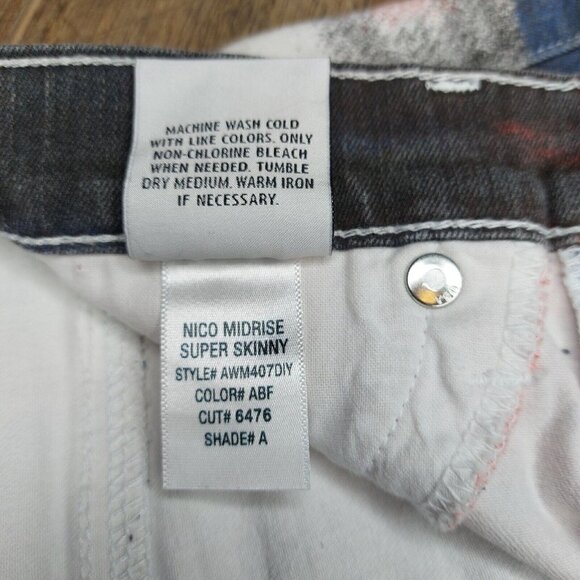 MACHINE WASH COLD
WITH LIKE COLORS. ONLY
NON-CHLORINE BLEACH
WHEN NEEDED. TUMBLE
DRY MEDIUM. WARM IRON
IF NECESSARY.
NICO MIDRISE
SUPER SKINNY
STYLE# AWM407DIY
COLOR# ABF
CUT# 6476
SHADE# A